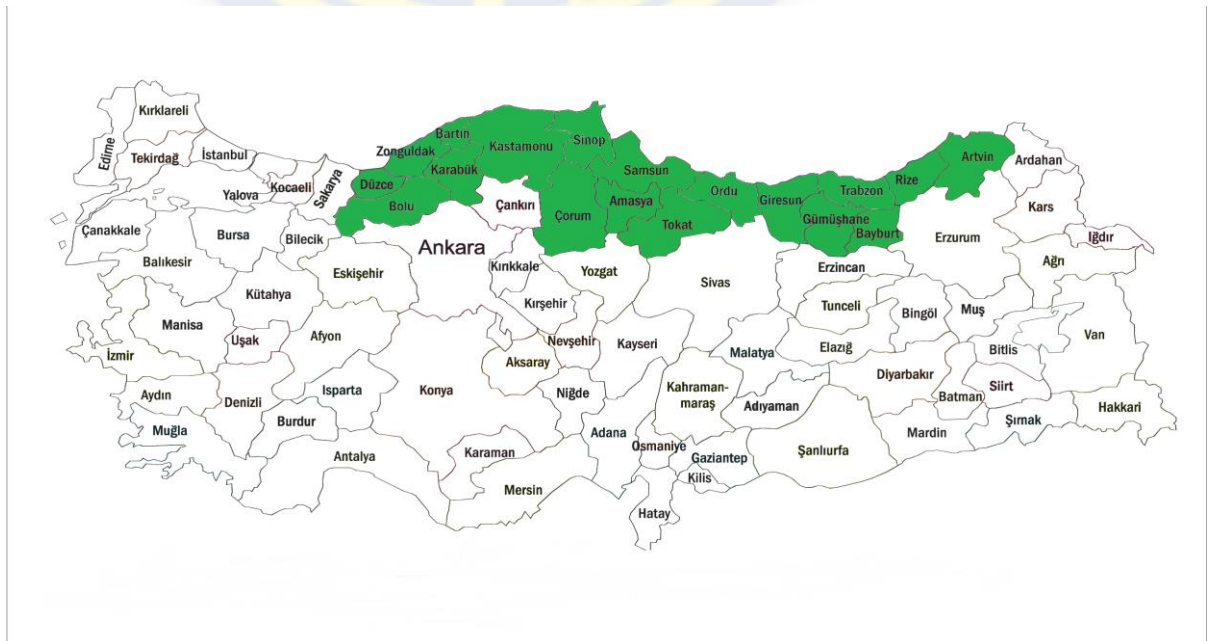 Kırklareli
Edirne
Tekirdağ
İstanbul
Kocaeli
Yalova
Sakarya
Zonguldak
Bartın
Karabük
Kastamonu
Sinop
Düzce
Bolu
Çankırı
Çorum
Samsun
Amasya
Tokat
Ordu
Giresun
Gümüşhane
Trabzon
Bayburt
Rize
Artvin
Ardahan
Kars
Iğdır
Ağrı
Erzurum
Erzincan
Çanakkale
Bursa
Bilecik
Balıkesir
Eskişehir
Ankara
Kırıkkale
Yozgat
Sivas
Tunceli
Bingöl
Muş
Van
Kütahya
Kırşehir
Manisa
Uşak
Afyon
Nevşehir
Kayseri
Malatya
Elazığ
Bitlis
İzmir
Aksaray
Konya
Niğde
Kahraman-
maraş
Diyarbakır
Batman
Siirt
Aydın
Denizli
Isparta
Burdur
Adıyaman
Hakkari
Şırnak
Mardin
Muğla
Antalya
Karaman
Mersin
Adana
Osmaniye
Gaziantep
Kilis
Şanlıurfa
Hatay